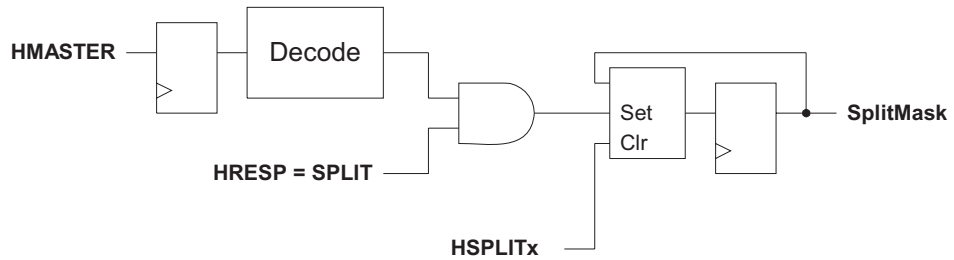 HMASTER
Decode
Set
SplitMask
Clr
HRESP = SPLIT
HSPLITx